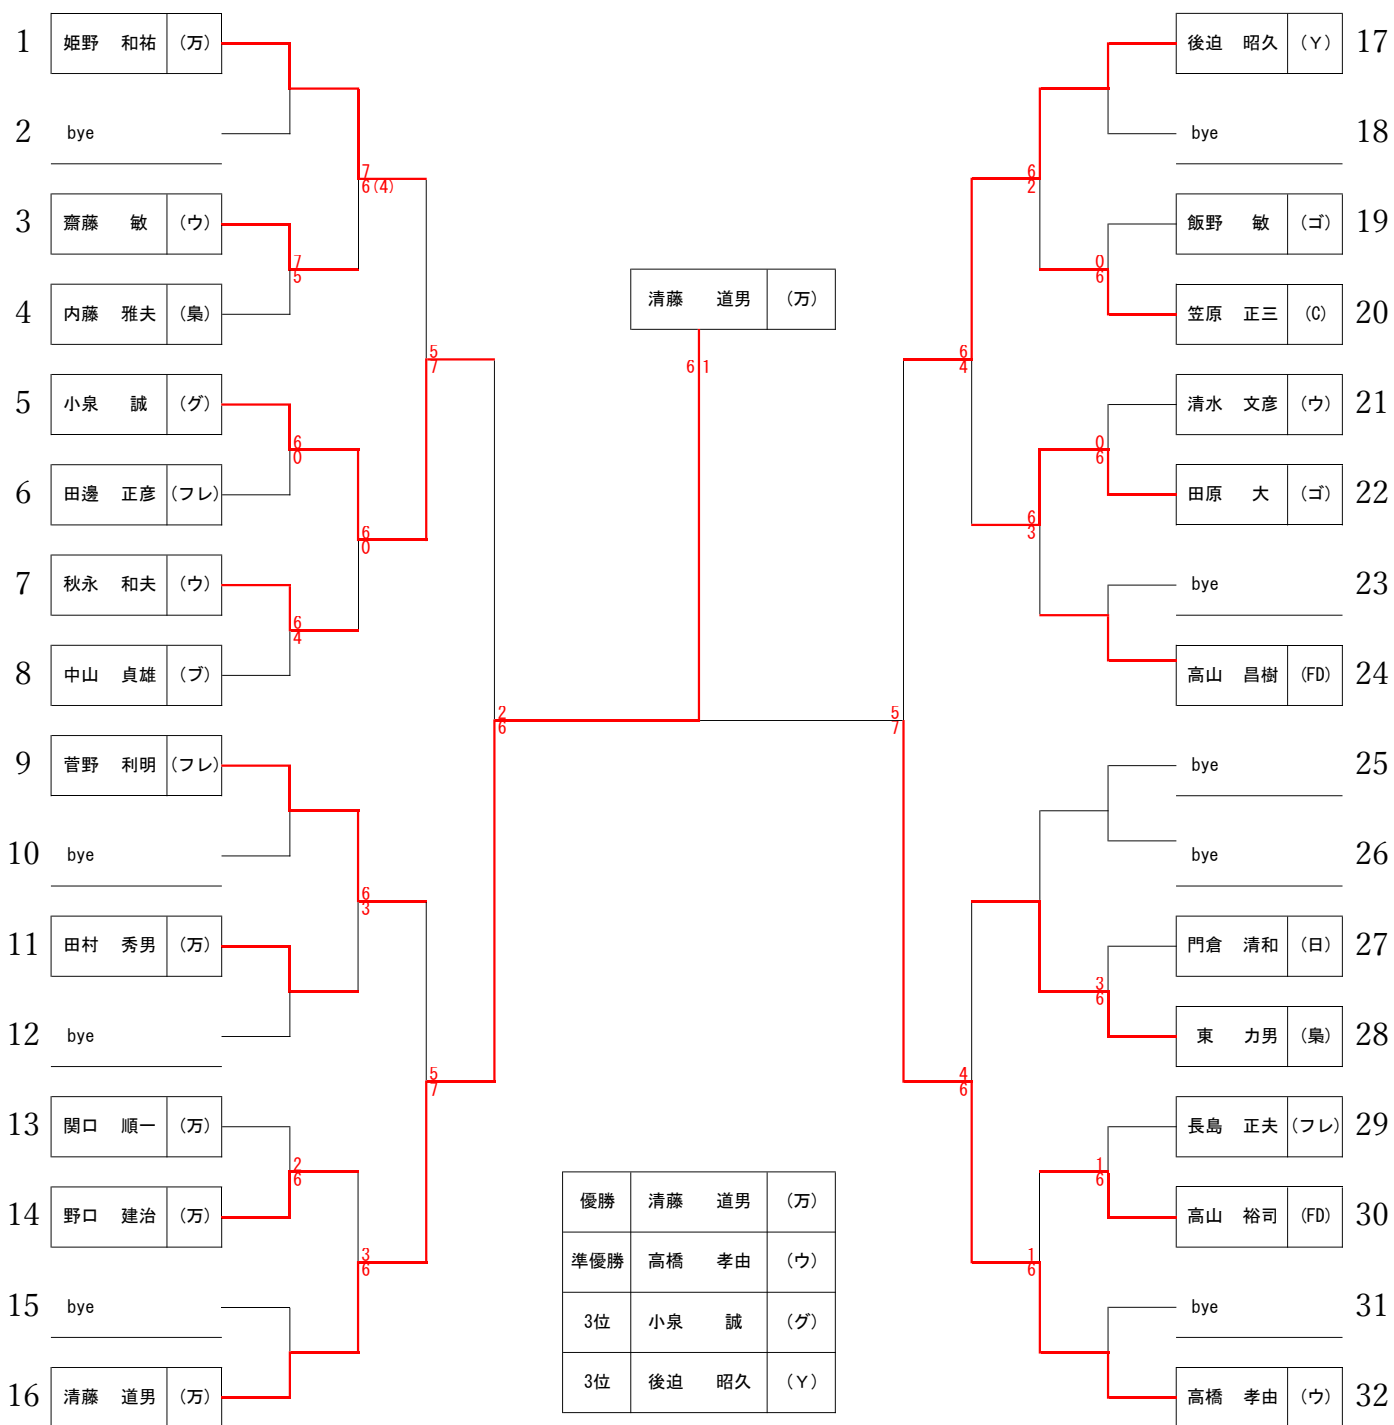 1 姫野 和祐 (万)
2 bye
7
6(4)
3 齋藤 敏 (ウ)
7
5
4 内藤 雅夫 (梟)
5
7
5 小泉 誠 (グ)
6
0
6 田邊 正彦 (フレ)
6
0
7 秋永 和夫 (ウ)
6
4
8 中山 貞雄 (ブ)
2
6
9 菅野 利明 (フレ)
10 bye
6
3
11 田村 秀男 (万)
12 bye
5
7
13 関口 順一 (万)
2
6
14 野口 建治 (万)
3
6
15 bye
16 清藤 道男 (万)
清藤 道男 (万)
6 1
優勝 清藤 道男 (万)
準優勝 高橋 孝由 (ウ)
3位 小泉 誠 (グ)
3位 後迫 昭久 (Y)
後迫 昭久 (Y) 17
bye 18
6
2
飯野 敏 (ゴ) 19
0
6
笠原 正三 (C) 20
6
4
清水 文彦 (ウ) 21
0
6
田原 大 (ゴ) 22
6
3
bye 23
高山 昌樹 (FD) 24
5
7
bye 25
bye 26
門倉 清和 (日) 27
3
6
東 力男 (梟) 28
4
6
長島 正夫 (フレ) 29
1
6
高山 裕司 (FD) 30
1
6
bye 31
高橋 孝由 (ウ) 32